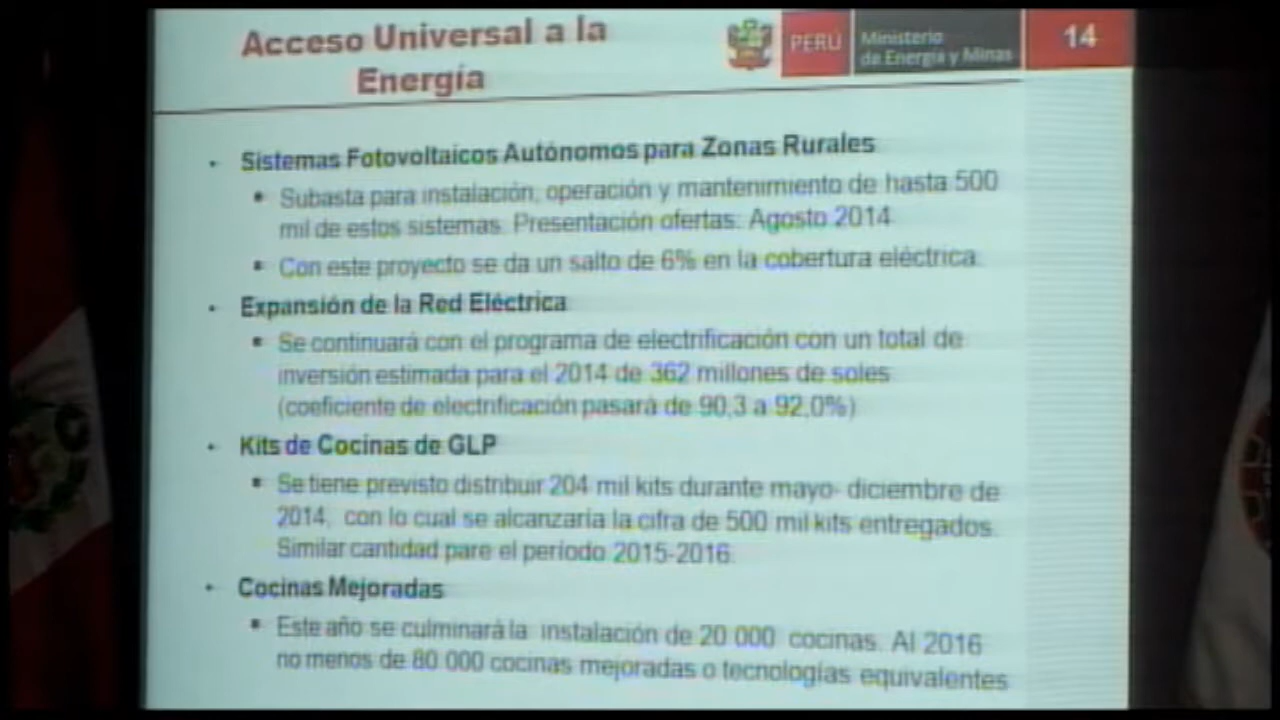 Acceso Universal a la
Energía
PERÚ
Ministerio
de Energía y Minas
14
• Sistemas Fotovoltaicos Autónomos para Zonas Rurales
▪ Subasta para instalación, operación y mantenimiento de hasta 500
mil de estos sistemas. Presentación ofertas: Agosto 2014
▪ Con este proyecto se da un salto de 6% en la cobertura eléctrica.
• Expansión de la Red Eléctrica
▪ Se continuará con el programa de electrificación con un total de
inversión estimada para el 2014 de 362 millones de soles
(coeficiente de electrificación pasará de 90,3 a 92,0%)
• Kits de Cocinas de GLP
▪ Se tiene previsto distribuir 204 mil kits durante mayo- diciembre de
2014, con lo cual se alcanzaría la cifra de 500 mil kits entregados.
Similar cantidad pare el período 2015-2016.
• Cocinas Mejoradas
▪ Este año se culminará la instalación de 20 000 cocinas. Al 2016
no menos de 80 000 cocinas mejoradas o tecnologías equivalentes